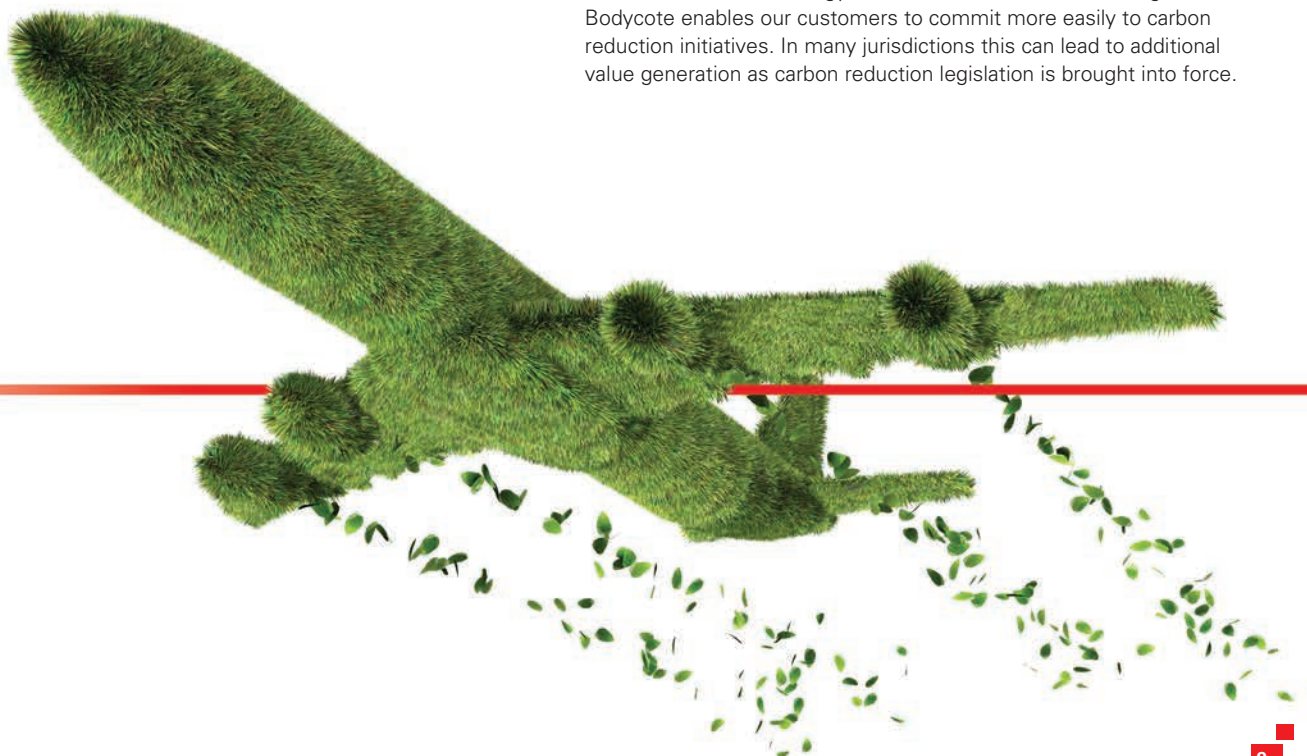 Bodycote enables our customers to commit more easily to carbon
reduction initiatives. In many jurisdictions this can lead to additional
value generation as carbon reduction legislation is brought into force.